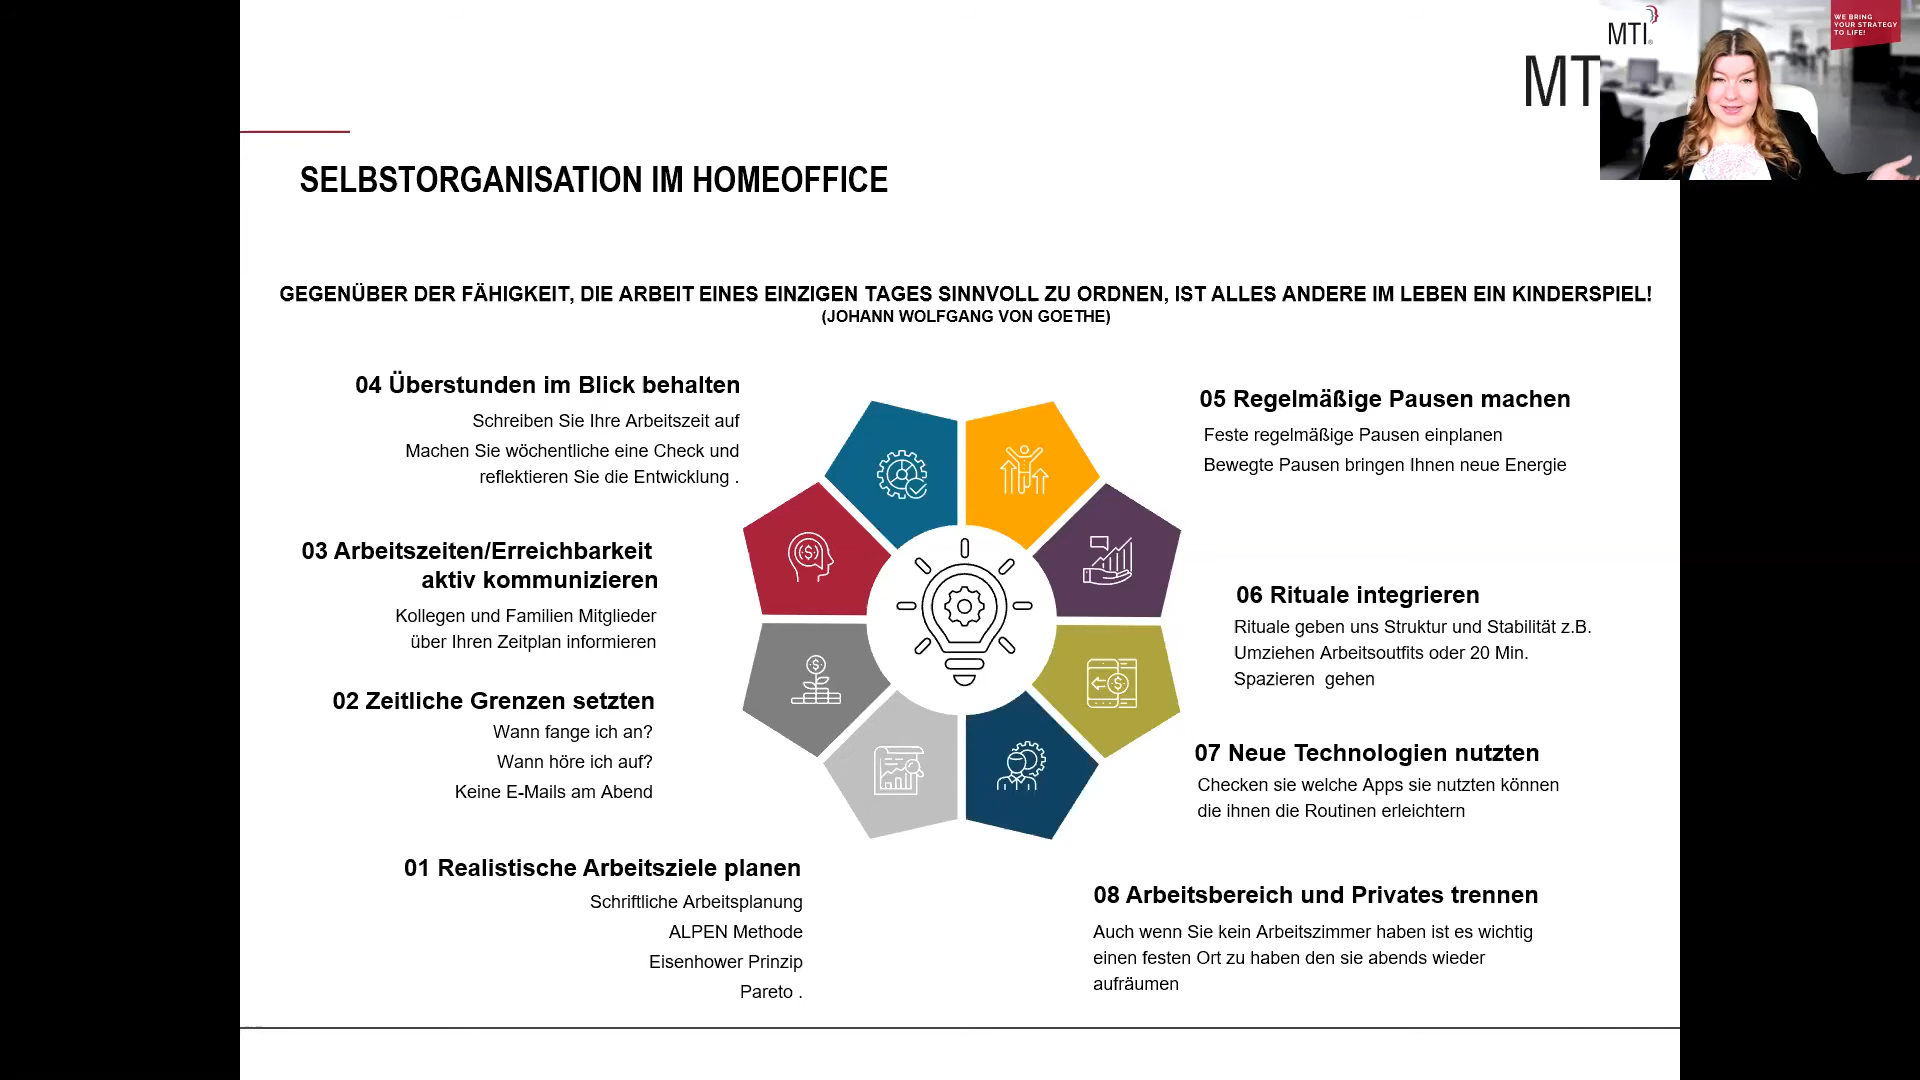 MTI
WE BRING
YOUR STRATEGY
TO LIFE!
MT
SELBSTORGANISATION IM HOMEOFFICE
GEGENÜBER DER FÄHIGKEIT, DIE ARBEIT EINES EINZIGEN TAGES SINNVOLL ZU ORDNEN, IST ALLES ANDERE IM LEBEN EIN KINDERSPIEL!
(JOHANN WOLFGANG VON GOETHE)
04 Überstunden im Blick behalten
Schreiben Sie Ihre Arbeitszeit auf
Machen Sie wöchentliche eine Check und
reflektieren Sie die Entwicklung .
03 Arbeitszeiten/Erreichbarkeit
aktiv kommunizieren
Kollegen und Familien Mitglieder
über Ihren Zeitplan informieren
02 Zeitliche Grenzen setzten
Wann fange ich an?
Wann höre ich auf?
Keine E-Mails am Abend
01 Realistische Arbeitsziele planen
Schriftliche Arbeitsplanung
ALPEN Methode
Eisenhower Prinzip
Pareto .
05 Regelmäßige Pausen machen
Feste regelmäßige Pausen einplanen
Bewegte Pausen bringen Ihnen neue Energie
06 Rituale integrieren
Rituale geben uns Struktur und Stabilität z.B.
Umziehen Arbeitsoutfits oder 20 Min.
Spazieren  gehen
07 Neue Technologien nutzten
Checken sie welche Apps sie nutzten können
die ihnen die Routinen erleichtern
08 Arbeitsbereich und Privates trennen
Auch wenn Sie kein Arbeitszimmer haben ist es wichtig
einen festen Ort zu haben den sie abends wieder
aufräumen